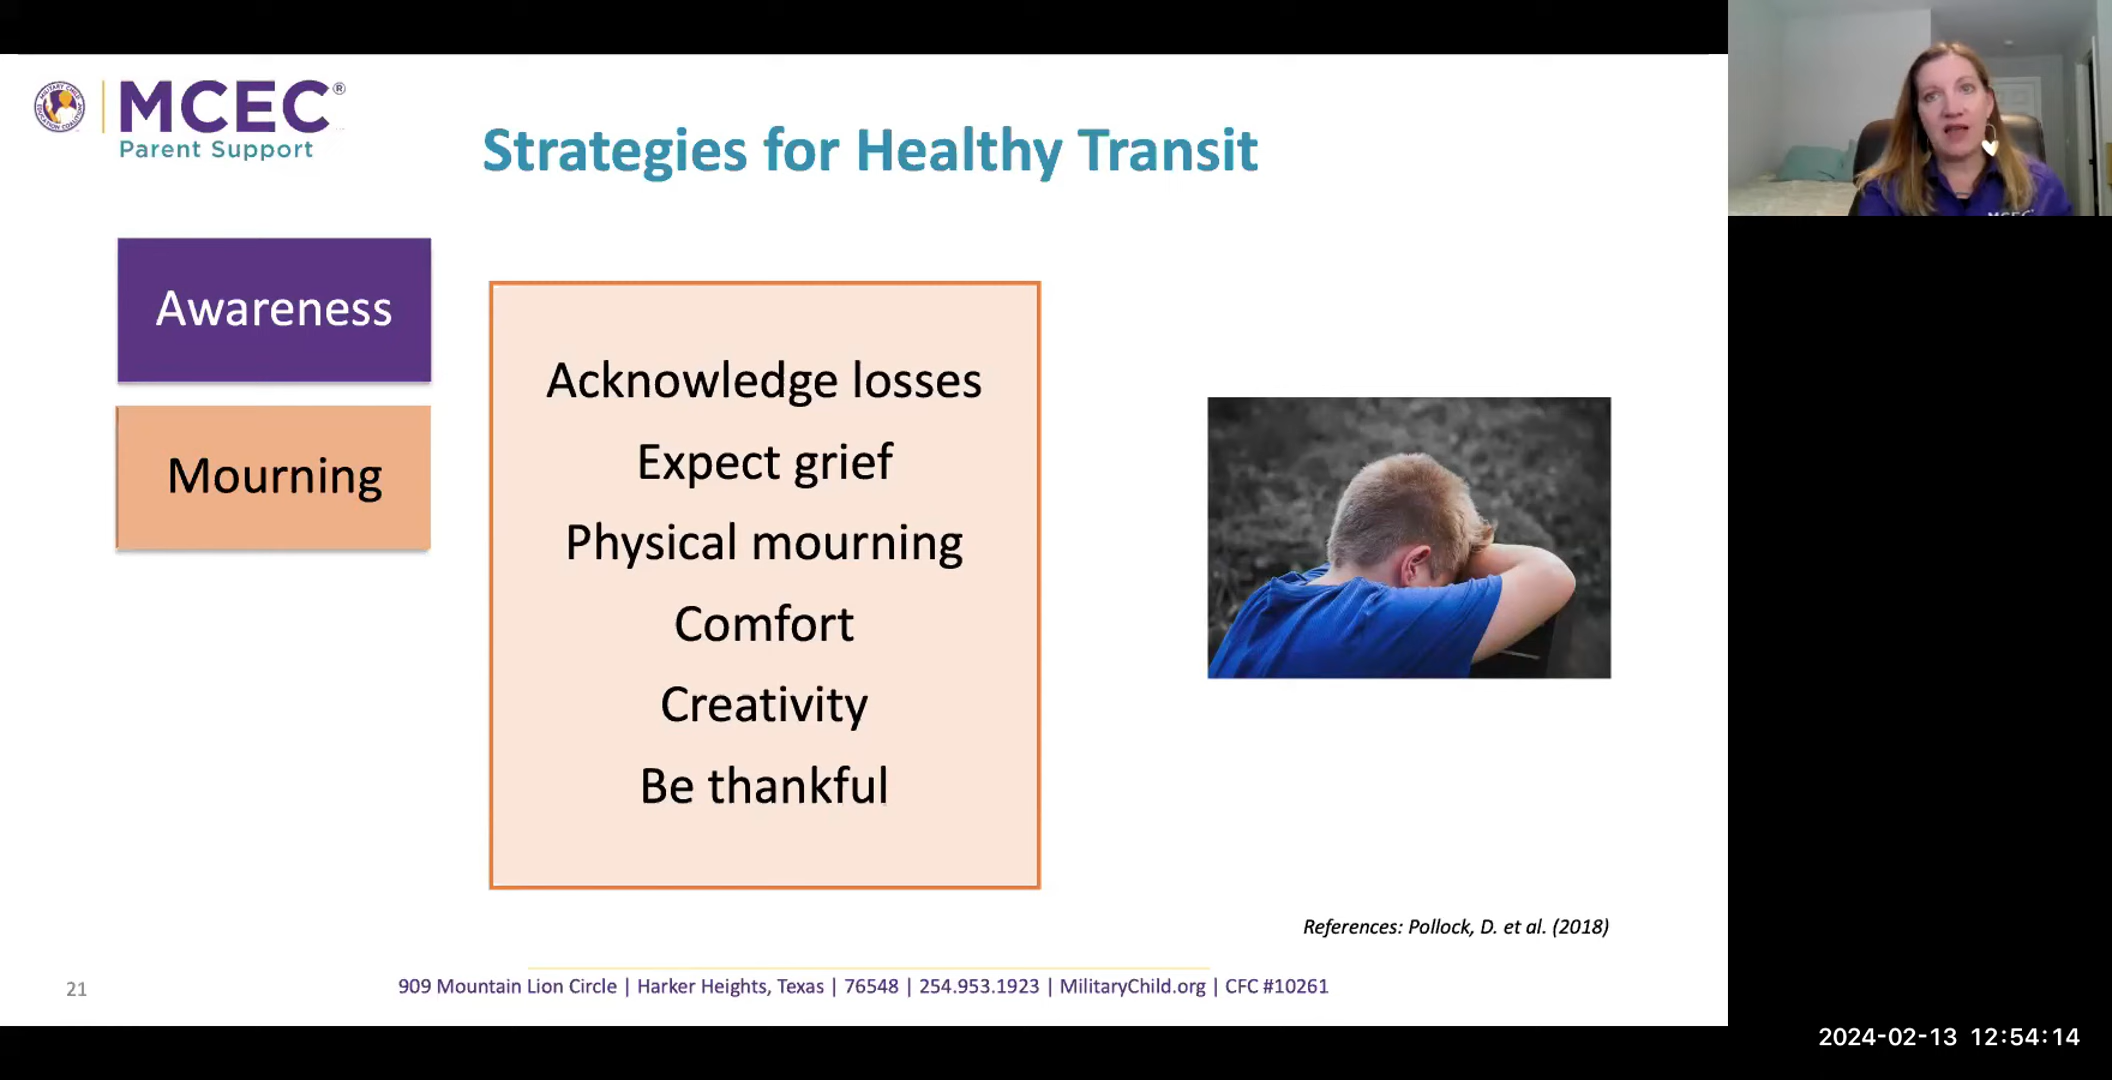 MCEC®
Parent Support
Strategies for Healthy Transit
Awareness
Mourning
Acknowledge losses
Expect grief
Physical mourning
Comfort
Creativity
Be thankful
References: Pollock, D. et al. (2018)
21
909 Mountain Lion Circle | Harker Heights, Texas | 76548 | 254.953.1923 | MilitaryChild.org | CFC #10261
MCEC
2024-02-13 12:54:14